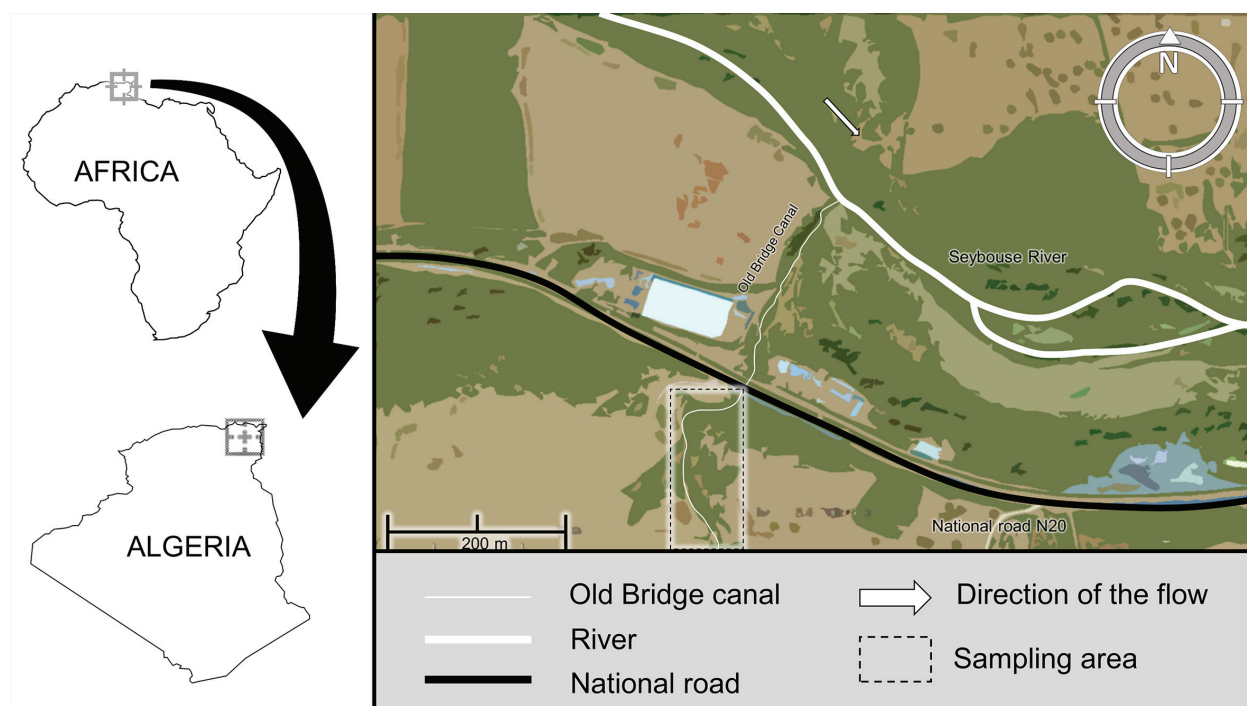 AFRICA
ALGERIA
N
Old Bridge Canal
Seybouse River
National road N20
200 m
Old Bridge canal
River
National road
Direction of the flow
Sampling area